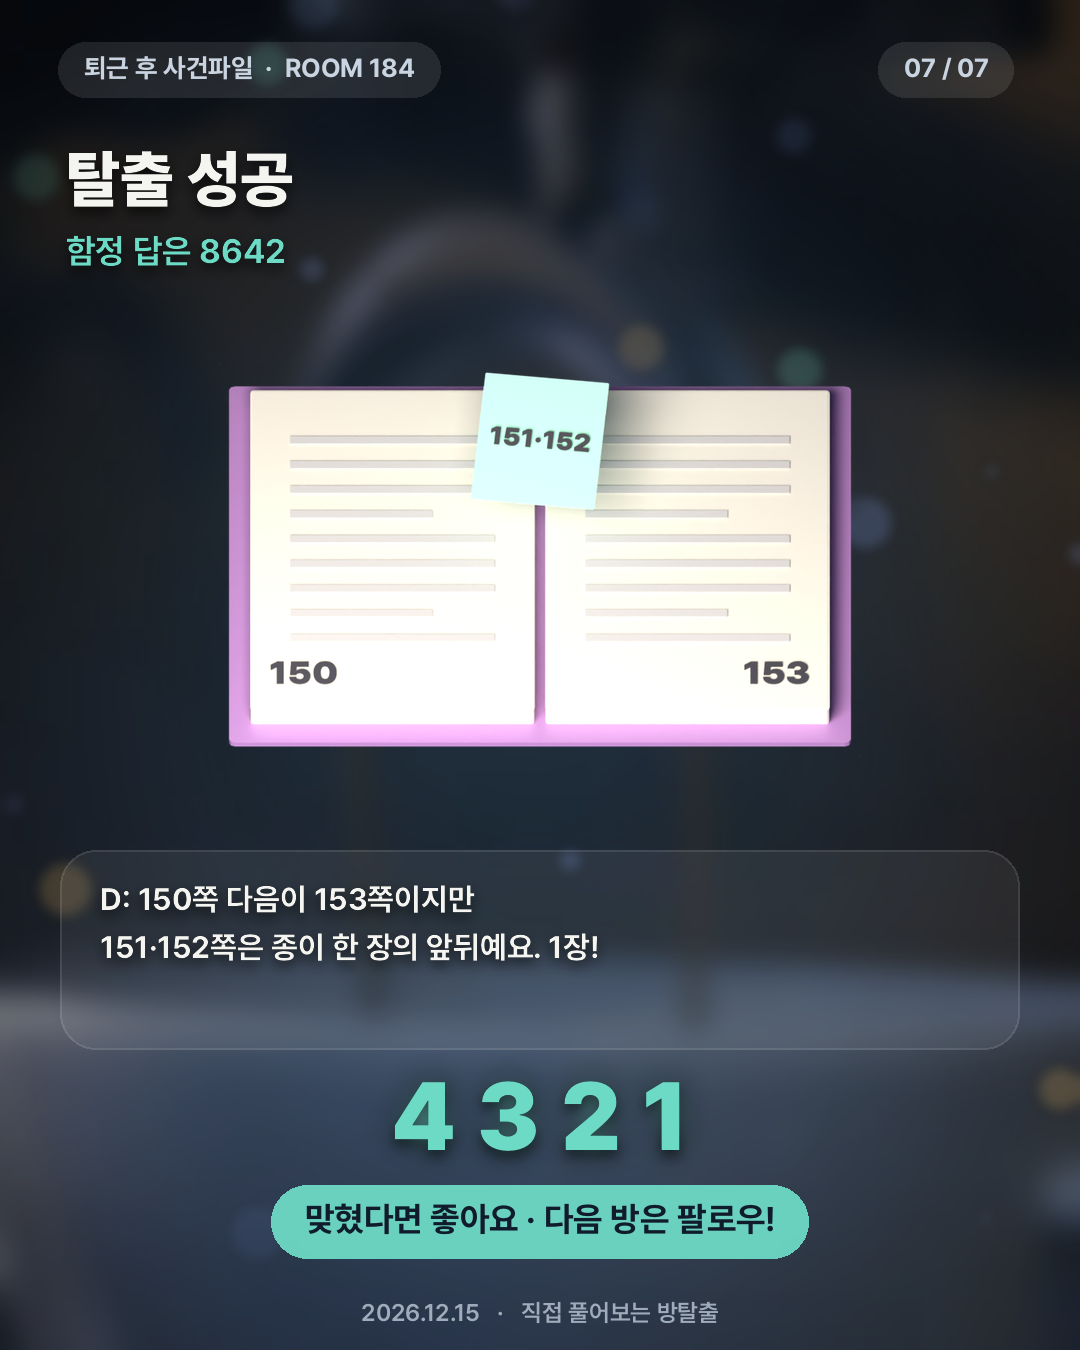 퇴근 후 사건파일 · ROOM 184
07 / 07
탈출 성공
함정 답은 8642
151·152
150
153
D: 150쪽 다음이 153쪽이지만
151·152쪽은 종이 한 장의 앞뒤예요. 1장!
4 3 2 1
맞혔다면 좋아요 · 다음 방은 팔로우!
2026.12.15 · 직접 풀어보는 방탈출